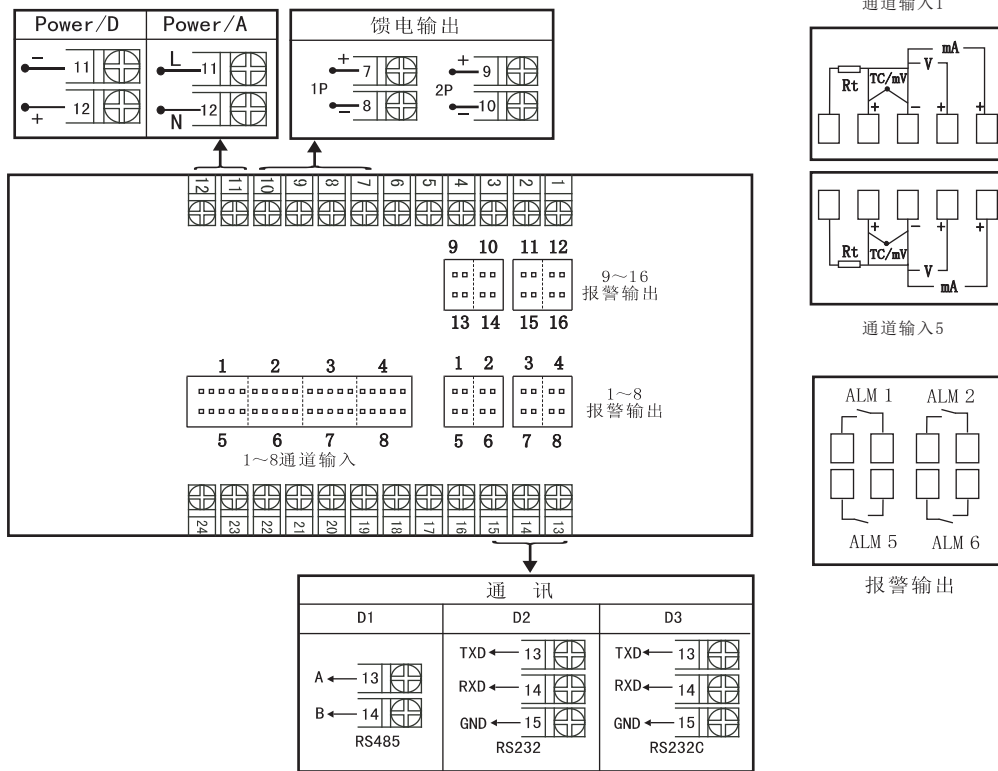 Power/D Power/A
馈电输出
- 11
L 11
+ 7
+ 9
1P
2P
+ 12
N 12
- 8
- 10
12 11 10 9 8 7 6 5 4 3 2 1
9 10 11 12
9～16
报警输出
13 14 15 16
1 2 3 4
1 2 3 4
1～8
报警输出
5 6 7 8
5 6 7 8
1～8通道输入
24 23 22 21 20 19 18 17 16 15 14 13
通 讯
D1 D2 D3
A 13
B 14
RS485
TXD 13
RXD 14
GND 15
RS232
TXD 13
RXD 14
GND 15
RS232C
通道输入1
mA
V
Rt TC/mV
+ - + +
+ - + +
Rt TC/mV
V
mA
通道输入5
ALM 1 ALM 2
ALM 5 ALM 6
报警输出